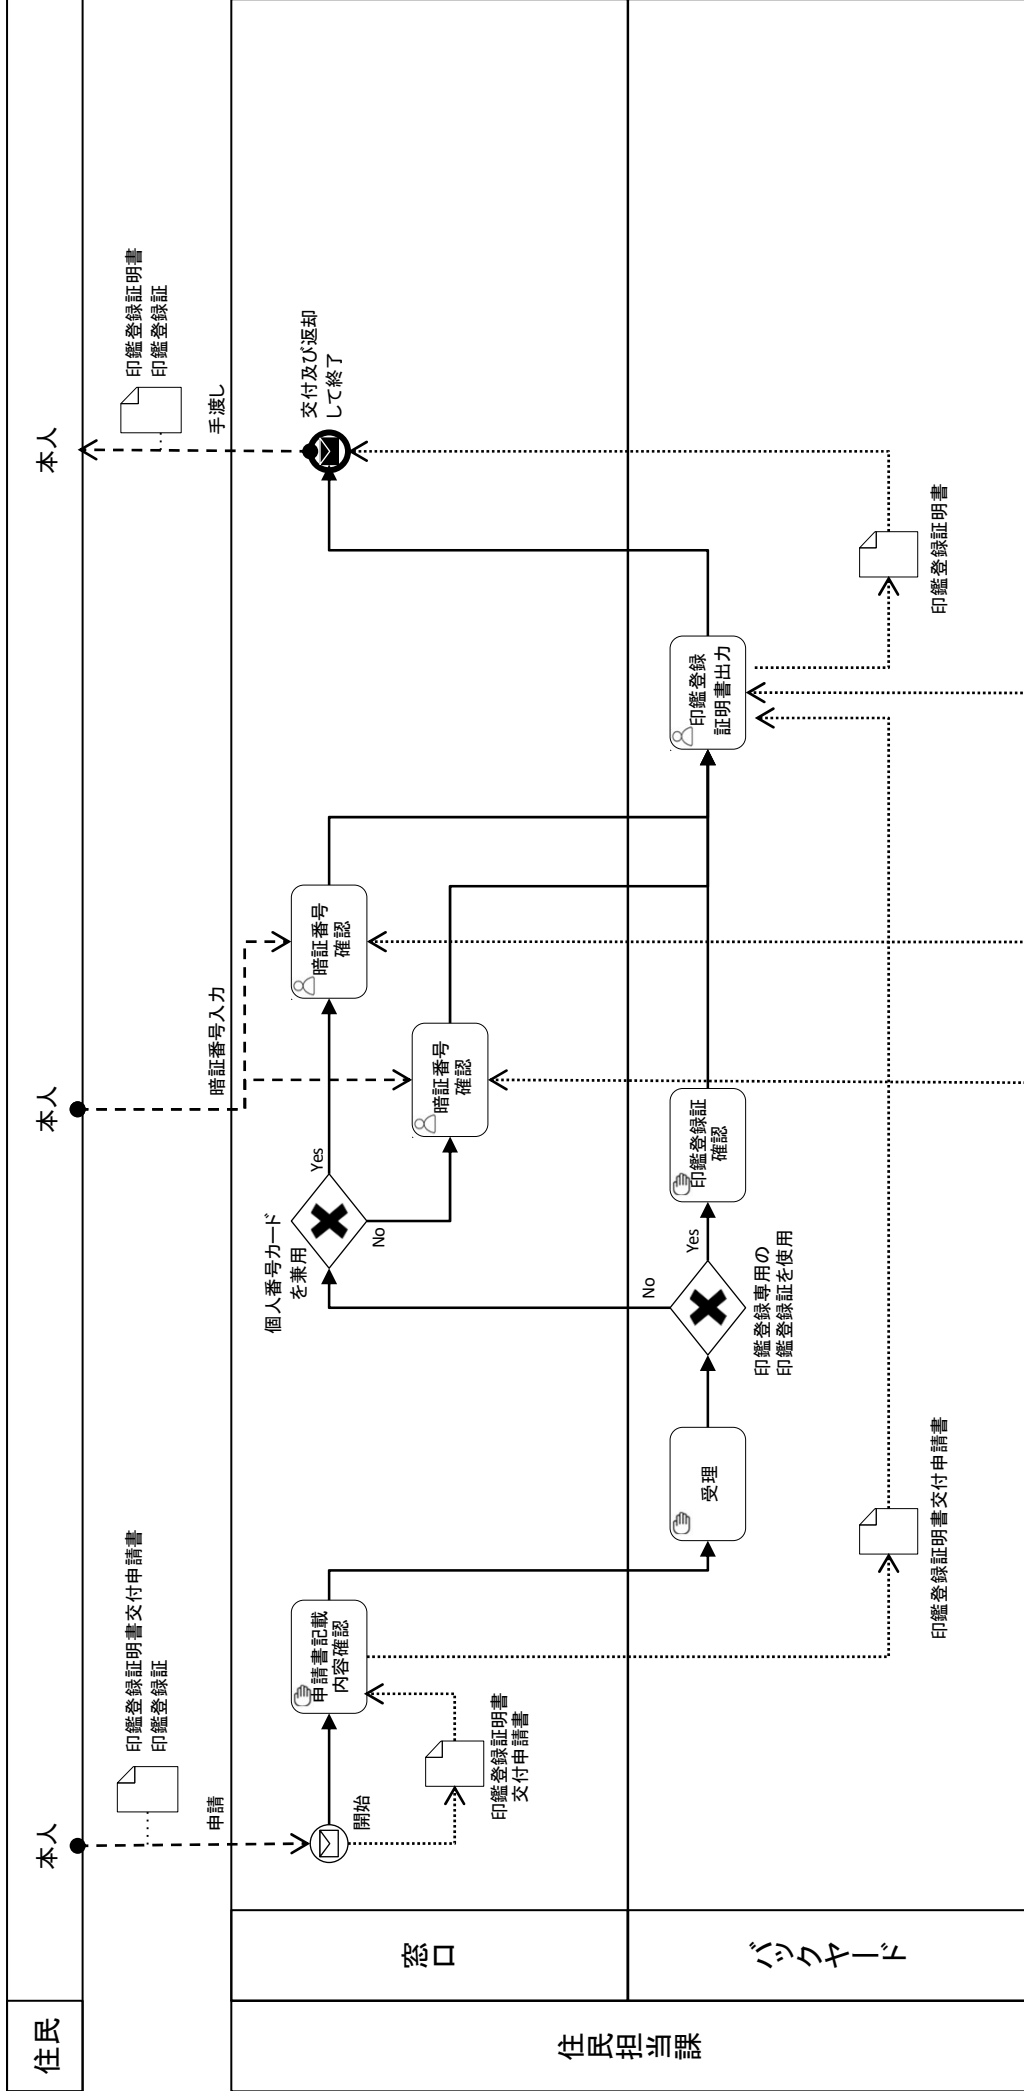 住民
本人
本人
本人
印鑑登録証明書交付申請書
印鑑登録証
申請
暗証番号入力
印鑑登録証明書
印鑑登録証
手渡し
住民担当課
窓口
開始
印鑑登録証明書
交付申請書
申請書記載
内容確認
個人番号カード
を兼用
Yes
No
暗証番号
確認
暗証番号
確認
交付及び返却
して終了
バックヤード
受理
印鑑登録専用の
印鑑登録証を使用
No
Yes
印鑑登録証
確認
印鑑登録
証明書出力
印鑑登録証明書交付申請書
印鑑登録証明書